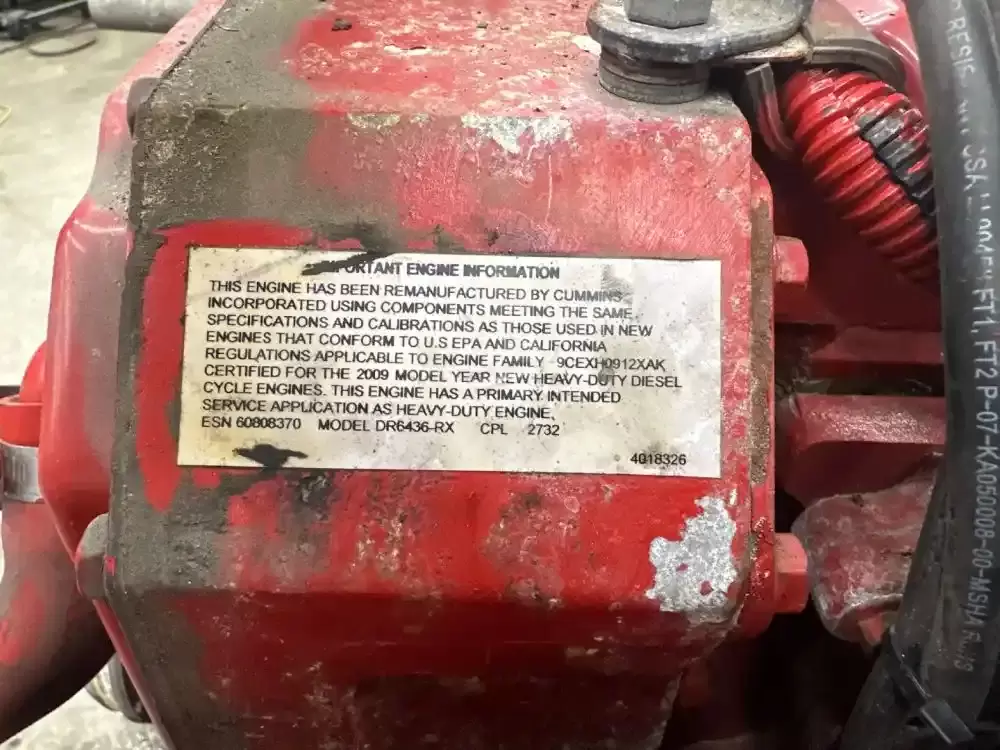 IMPORTANT ENGINE INFORMATION
THIS ENGINE HAS BEEN REMANUFACTURED BY CUMMINS
INCORPORATED USING COMPONENTS MEETING THE SAME
SPECIFICATIONS AND CALIBRATIONS AS THOSE USED IN NEW
ENGINES THAT CONFORM TO U.S EPA AND CALIFORNIA
REGULATIONS APPLICABLE TO ENGINE FAMILY 9CEXH0912XAK
CERTIFIED FOR THE 2009 MODEL YEAR NEW HEAVY-DUTY DIESEL
CYCLE ENGINES. THIS ENGINE HAS A PRIMARY INTENDED
SERVICE APPLICATION AS HEAVY-DUTY ENGINE.
ESN 60808370 MODEL DR6436-RX CPL 2732
4018326
FT1, FT2 P-07-KA050008-00-MSHA